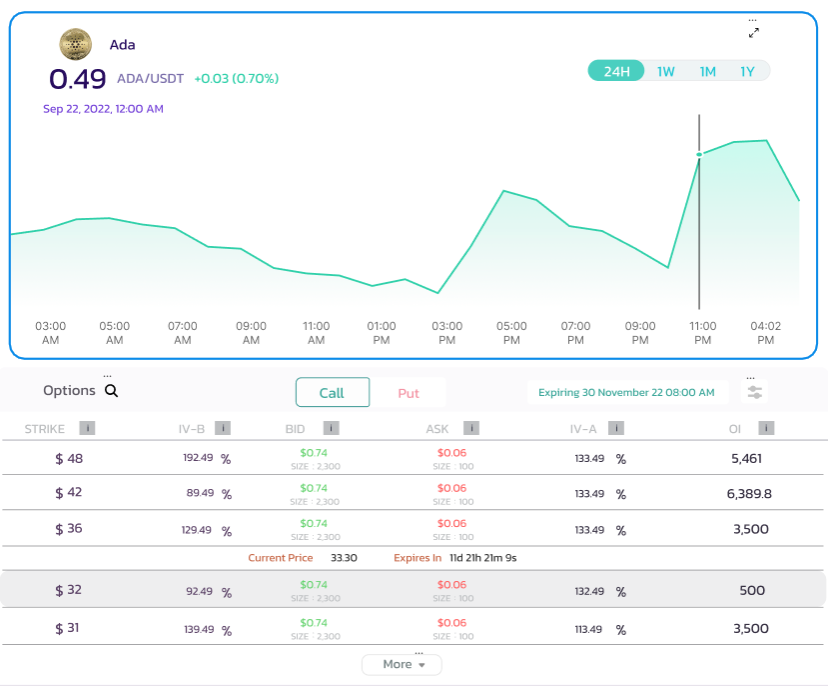 Ada
0.49 ADA/USDT +0.03 (0.70%)
24H 1W 1M 1Y
Sep 22, 2022, 12:00 AM
03:00 AM 05:00 AM 07:00 AM 09:00 AM 11:00 AM 01:00 PM 03:00 PM 05:00 PM 07:00 PM 09:00 PM 11:00 PM 04:02 PM
Options Call Put Expiring 30 November 22 08:00 AM
STRIKE i IV-B i BID i ASK i IV-A i OI i
$ 48 192.49 % $0.74 $0.06 133.49 % 5,461
SIZE : 2,300 SIZE : 100
$ 42 89.49 % $0.74 $0.06 133.49 % 6,389.8
SIZE : 2,300 SIZE : 100
$ 36 129.49 % $0.74 $0.06 133.49 % 3,500
SIZE : 2,300 SIZE : 100
Current Price 33.30 Expires In 11d 21h 21m 9s
$ 32 92.49 % $0.74 $0.06 132.49 % 500
SIZE : 2,300 SIZE : 100
$ 31 139.49 % $0.74 $0.06 113.49 % 3,500
SIZE : 2,300 SIZE : 100
More